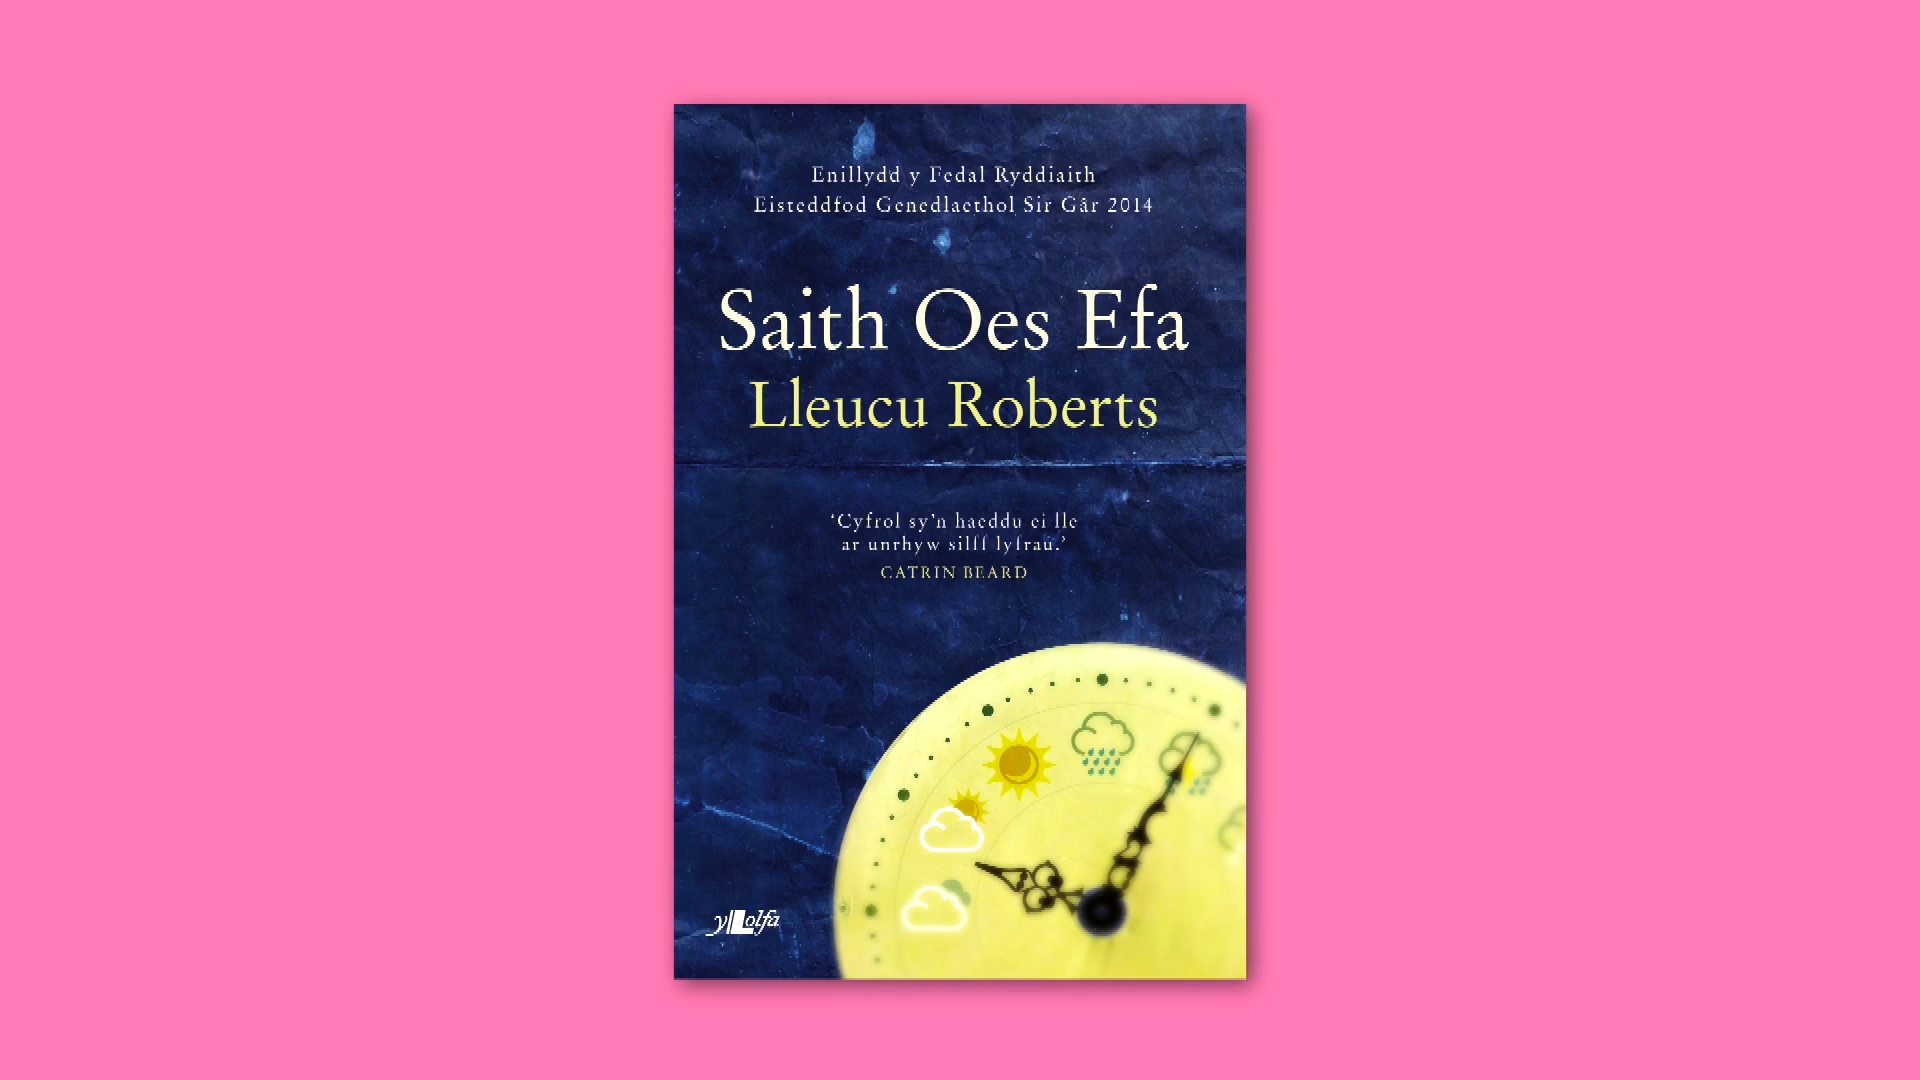 Enillydd y Fedal Ryddiaith
Eisteddfod Genedlaethol Sir Gâr 2014
Saith Oes Efa
Lleucu Roberts
‘Cyfrol sy’n haeddu ei lle
ar unrhyw silff lyfrau.’
CATRIN BEARD
y Lolfa